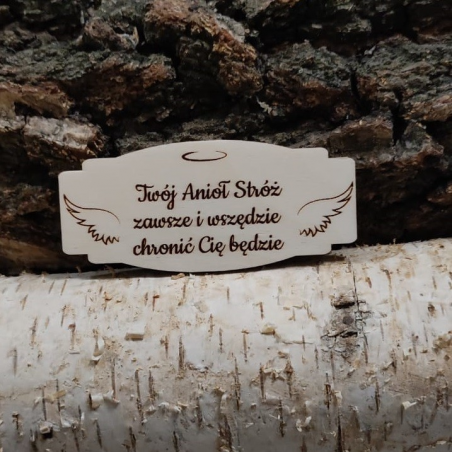 Twój Anioł Stróż
zawsze i wszędzie
chronić Cię będzie